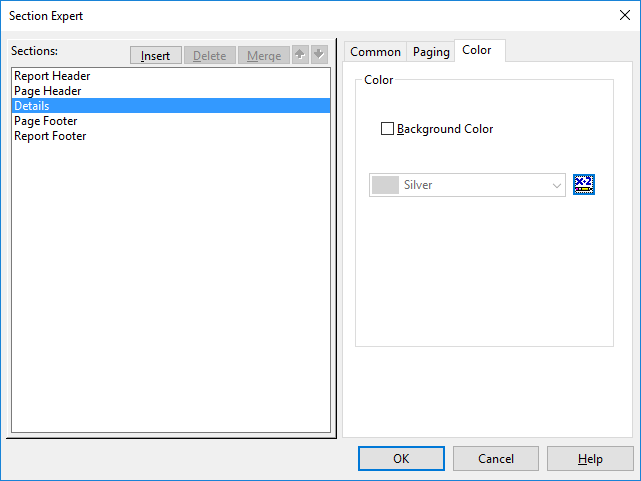 Section Expert
Sections:
Insert
Delete
Merge
Report Header
Page Header
Details
Page Footer
Report Footer
Common
Paging
Color
Color
Background Color
Silver
X-2
OK
Cancel
Help